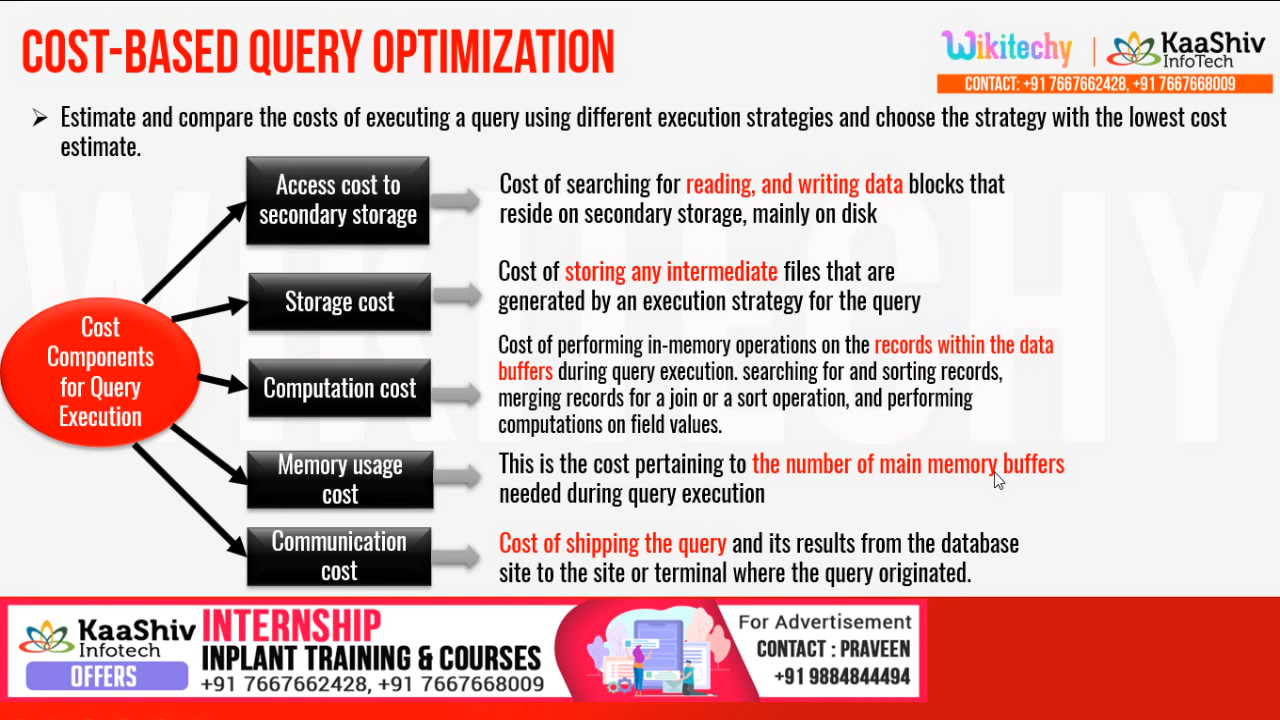 COST-BASED QUERY OPTIMIZATION
Wikitechy | KaaShiv
InfoTech
CONTACT: +91 7667662428, +91 7667668009
➢ Estimate and compare the costs of executing a query using different execution strategies and choose the strategy with the lowest cost
estimate.
Cost
Components
for Query
Execution
Access cost to
secondary storage
Cost of searching for reading, and writing data blocks that
reside on secondary storage, mainly on disk
Storage cost
Cost of storing any intermediate files that are
generated by an execution strategy for the query
Computation cost
Cost of performing in-memory operations on the records within the data
buffers during query execution. searching for and sorting records,
merging records for a join or a sort operation, and performing
computations on field values.
Memory usage
cost
This is the cost pertaining to the number of main memory buffers
needed during query execution
Communication
cost
Cost of shipping the query and its results from the database
site to the site or terminal where the query originated.
WIKITECHY
KaaShiv
Infotech
OFFERS
INTERNSHIP
INPLANT TRAINING & COURSES
+91 7667662428, +91 7667668009
For Advertisement
CONTACT : PRAVEEN
+91 9884844494